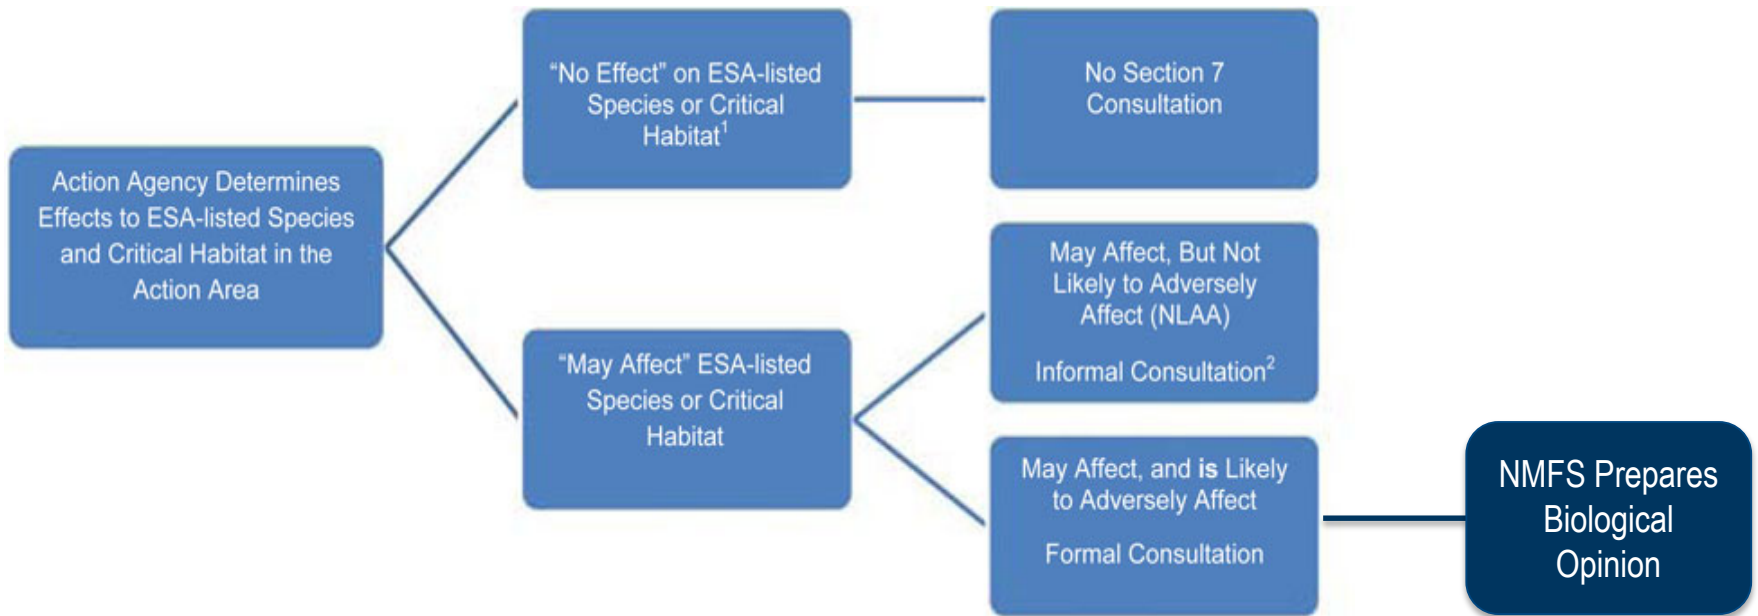 Action Agency Determines
Effects to ESA-listed Species
and Critical Habitat in the
Action Area
“No Effect” on ESA-listed
Species or Critical
Habitat¹
No Section 7
Consultation
“May Affect” ESA-listed
Species or Critical
Habitat
May Affect, But Not
Likely to Adversely
Affect (NLAA)
Informal Consultation²
May Affect, and is Likely
to Adversely Affect
Formal Consultation
NMFS Prepares
Biological
Opinion